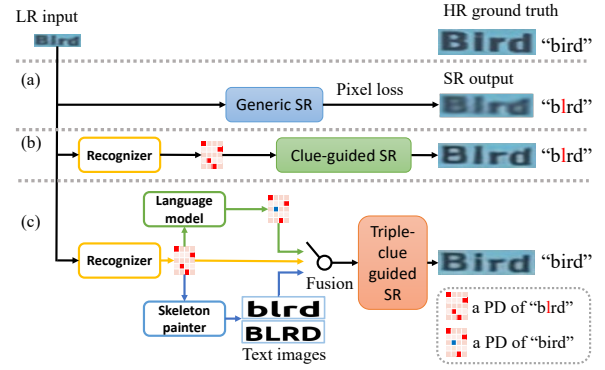 LR input
HR ground truth
Bird
Bird "bird"
(a)
SR output
Generic SR
Pixel loss
Bird "blrd"
(b)
Recognizer
Clue-guided SR
Blrd "blrd"
(c)
Language
model
Recognizer
Triple-
clue
guided
SR
Bird "bird"
Fusion
Skeleton
painter
blrd
BLRD
Text images
a PD of "blrd"
a PD of "bird"